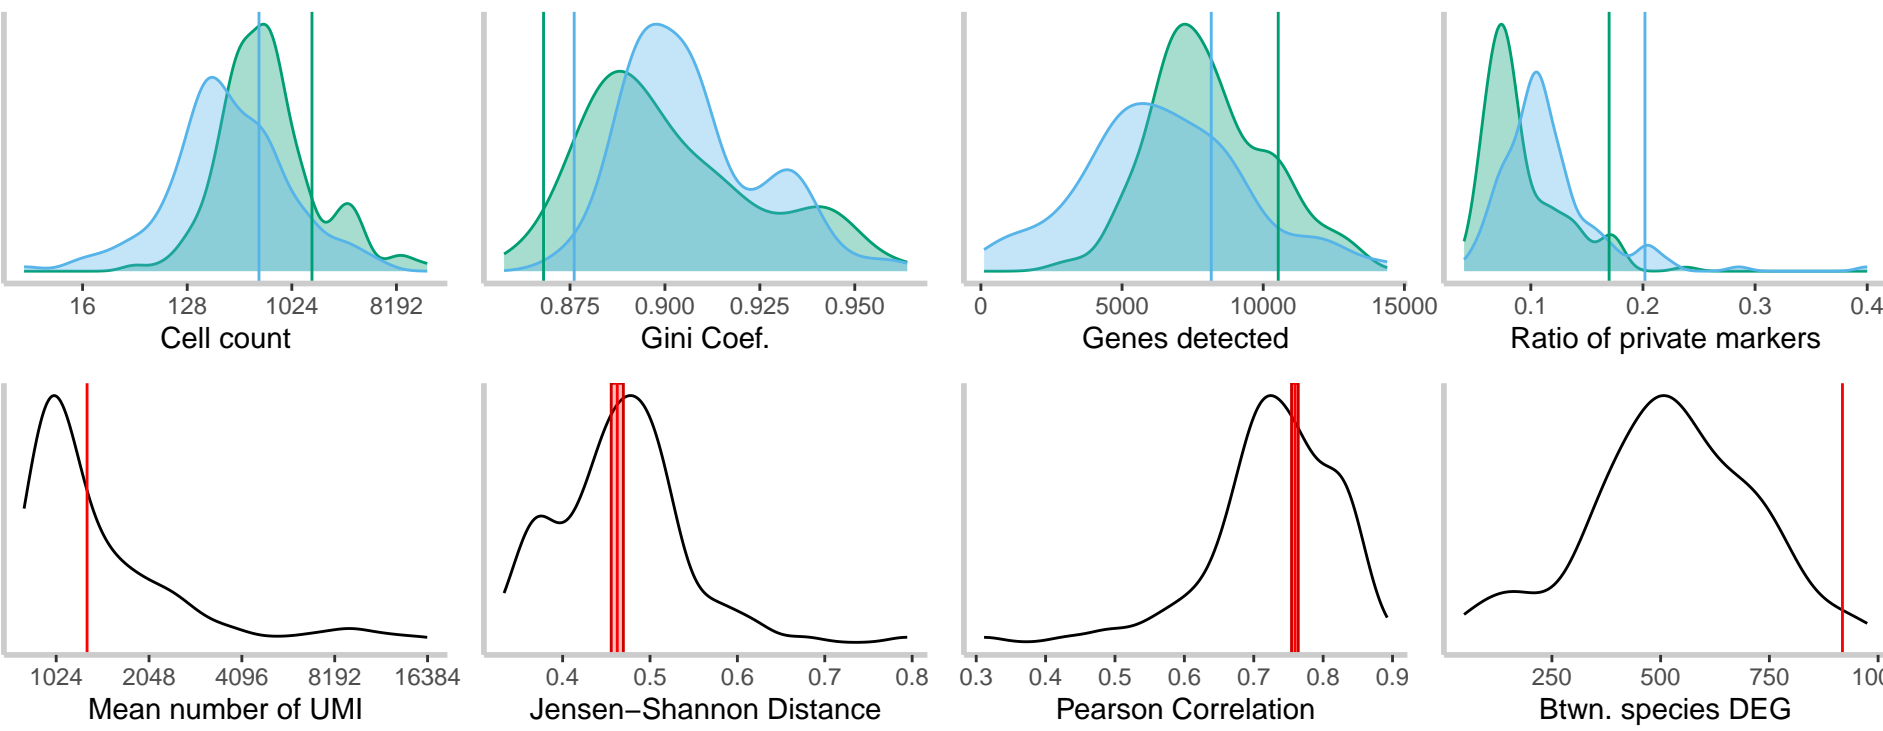 16 128 1024 8192
Cell count
0.875 0.900 0.925 0.950
Gini Coef.
0 5000 10000 15000
Genes detected
0.1 0.2 0.3 0.4
Ratio of private markers
1024 2048 4096 8192 16384
Mean number of UMI
0.4 0.5 0.6 0.7 0.8
Jensen−Shannon Distance
0.3 0.4 0.5 0.6 0.7 0.8 0.9
Pearson Correlation
250 500 750
Btwn. species DEG